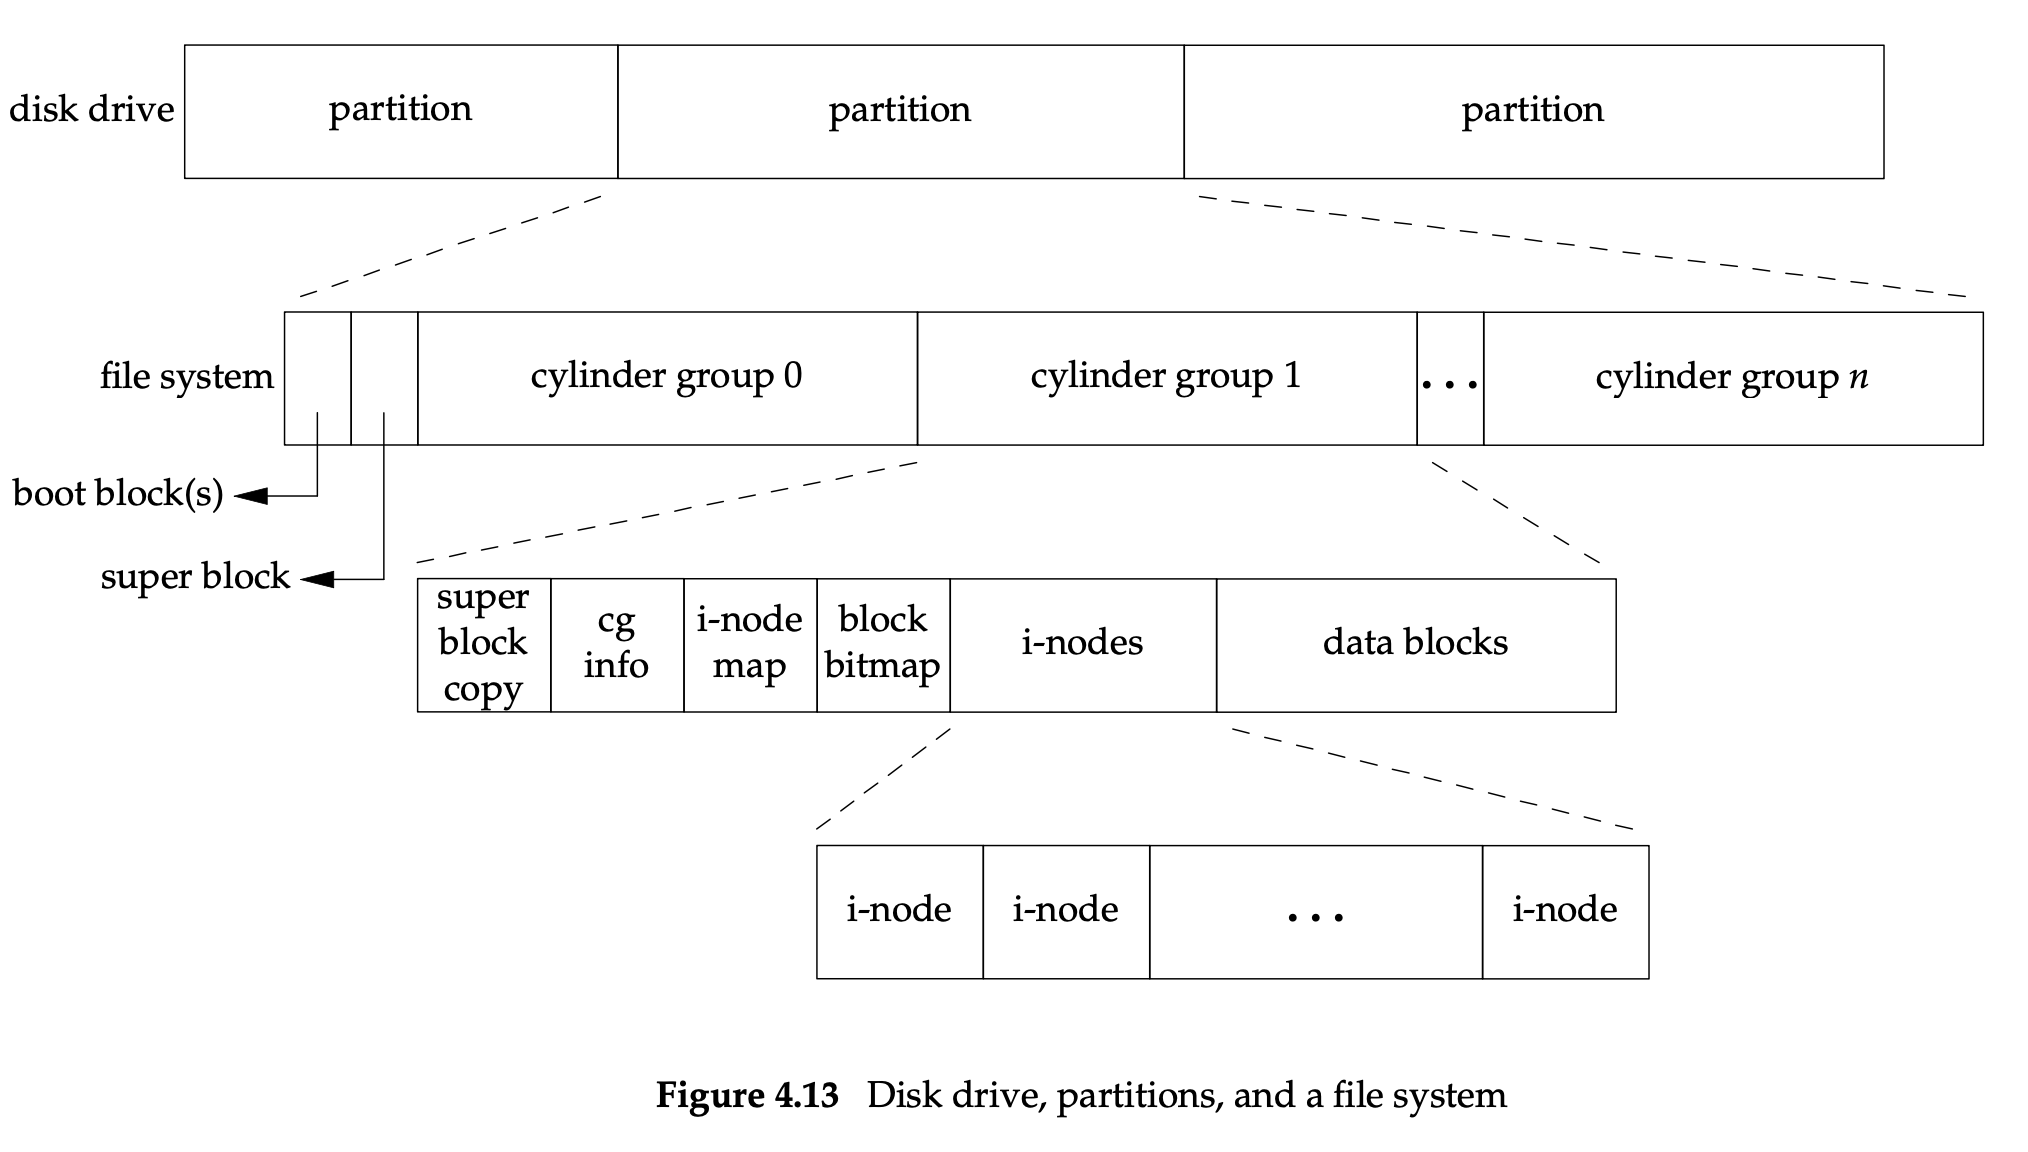 disk drive
partition
partition
partition
file system
cylinder group 0
cylinder group 1
...
cylinder group n
boot block(s)
super block
super
block
copy
cg
info
i-node
map
block
bitmap
i-nodes
data blocks
i-node
i-node
...
i-node
Figure 4.13 Disk drive, partitions, and a file system